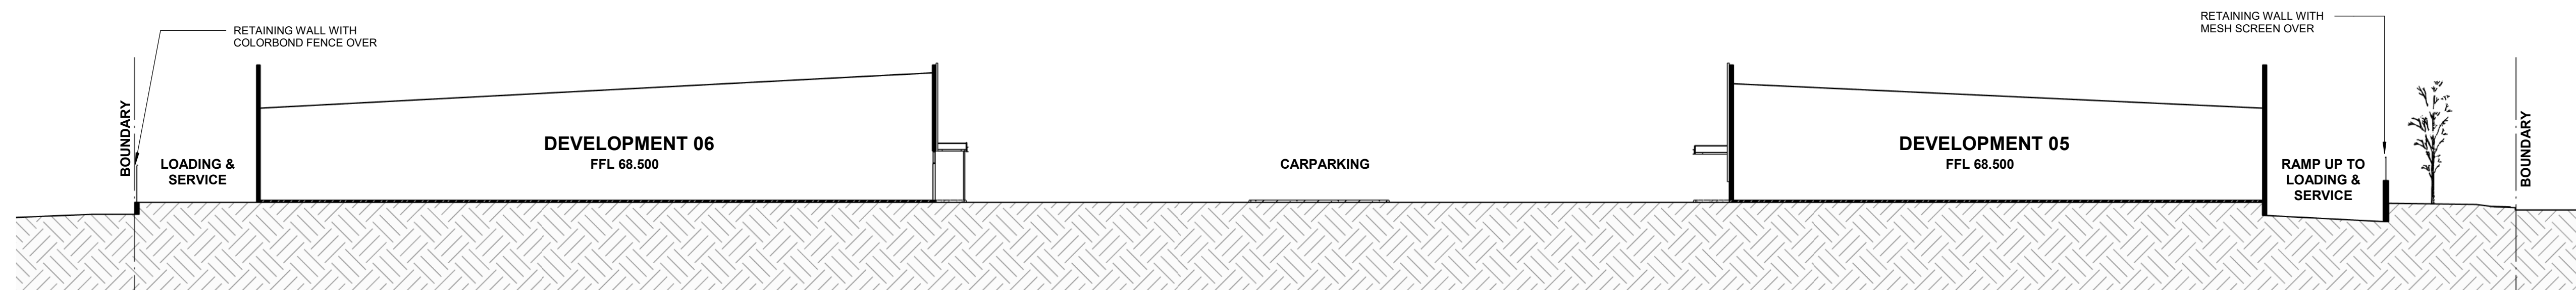 RETAINING WALL WITH
COLORBOND FENCE OVER
BOUNDARY
LOADING &
SERVICE
DEVELOPMENT 06
FFL 68.500
CARPARKING
DEVELOPMENT 05
FFL 68.500
RETAINING WALL WITH
MESH SCREEN OVER
RAMP UP TO
LOADING &
SERVICE
BOUNDARY